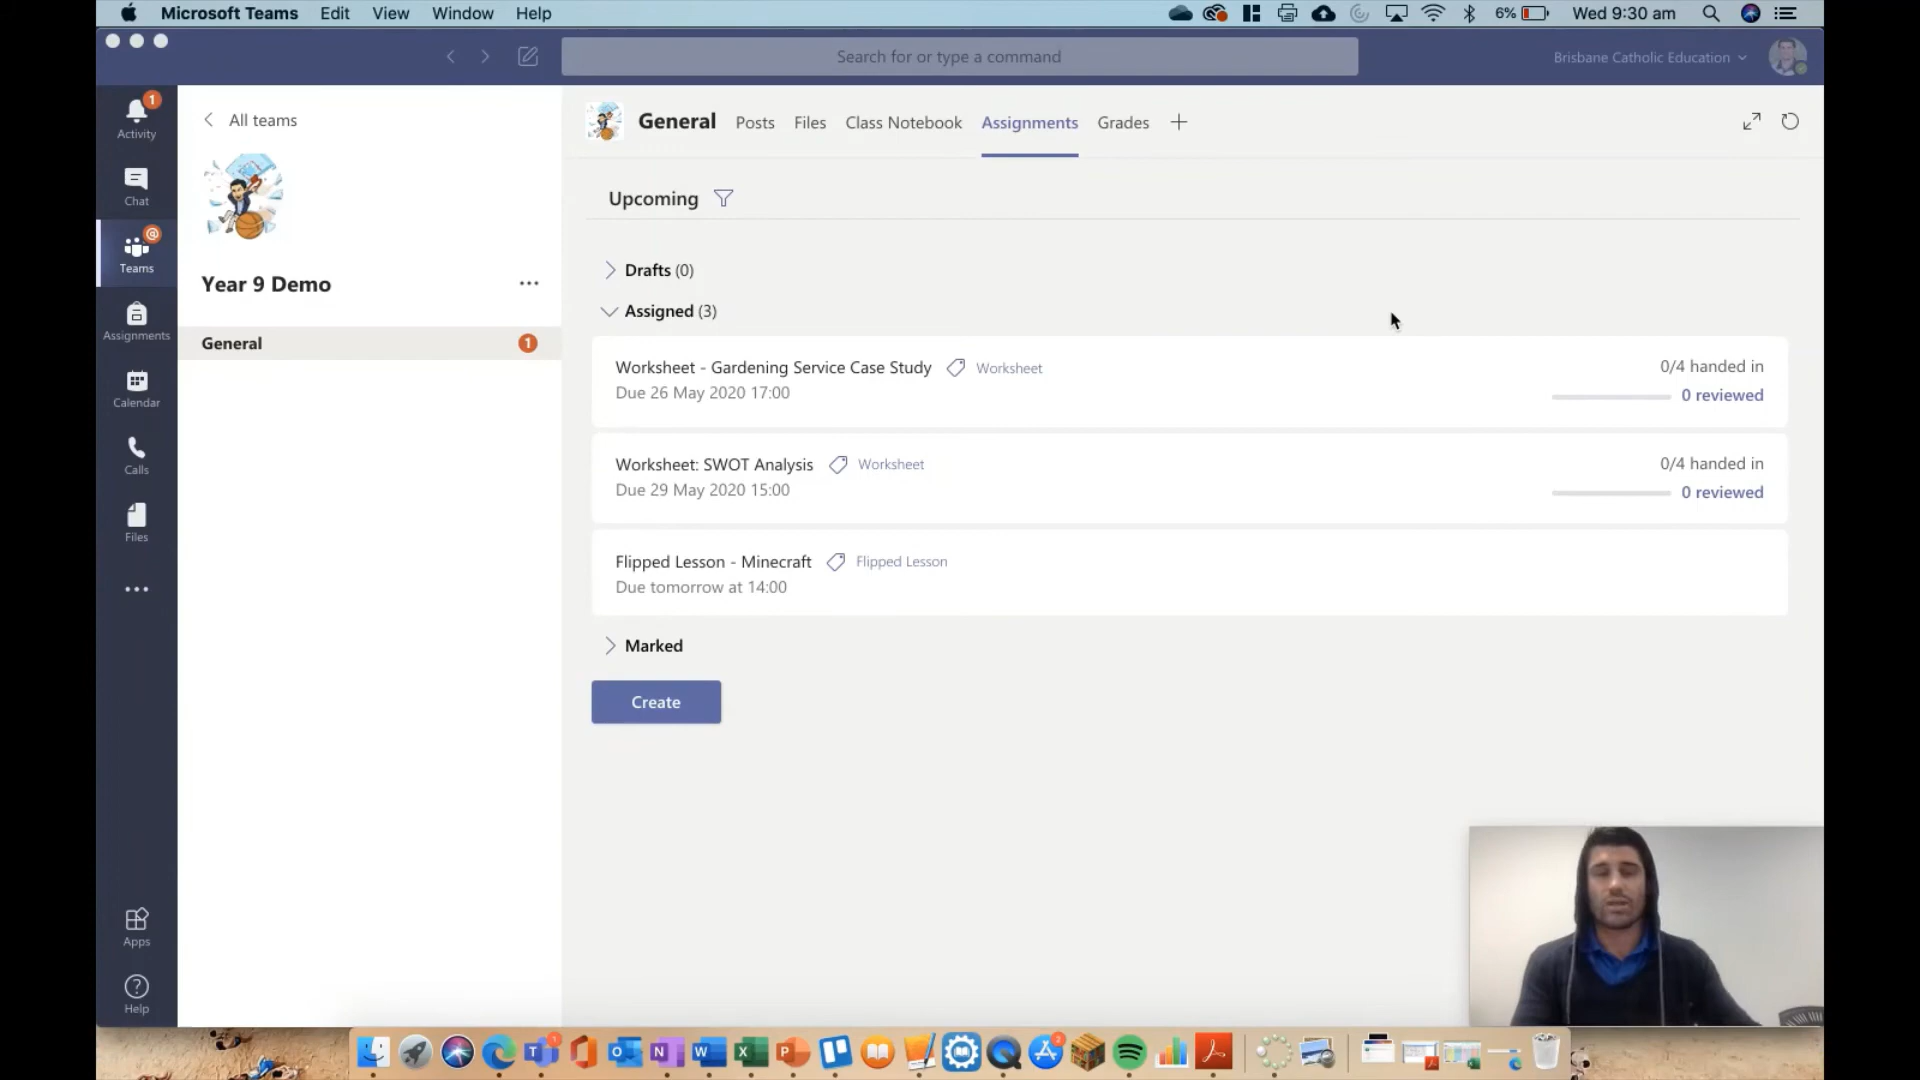 Microsoft Teams Edit View Window Help
6% Wed 9:30 am
Search for or type a command
Brisbane Catholic Education
1
Activity
Chat
@
Teams
Assignments
Calendar
Calls
Files
Apps
Help
All teams
Year 9 Demo
General 1
General Posts Files Class Notebook Assignments Grades
Upcoming
Drafts (0)
Assigned (3)
Worksheet - Gardening Service Case Study Worksheet
Due 26 May 2020 17:00
0/4 handed in
0 reviewed
Worksheet: SWOT Analysis Worksheet
Due 29 May 2020 15:00
0/4 handed in
0 reviewed
Flipped Lesson - Minecraft Flipped Lesson
Due tomorrow at 14:00
Marked
Create
T 1 O N W X P 2